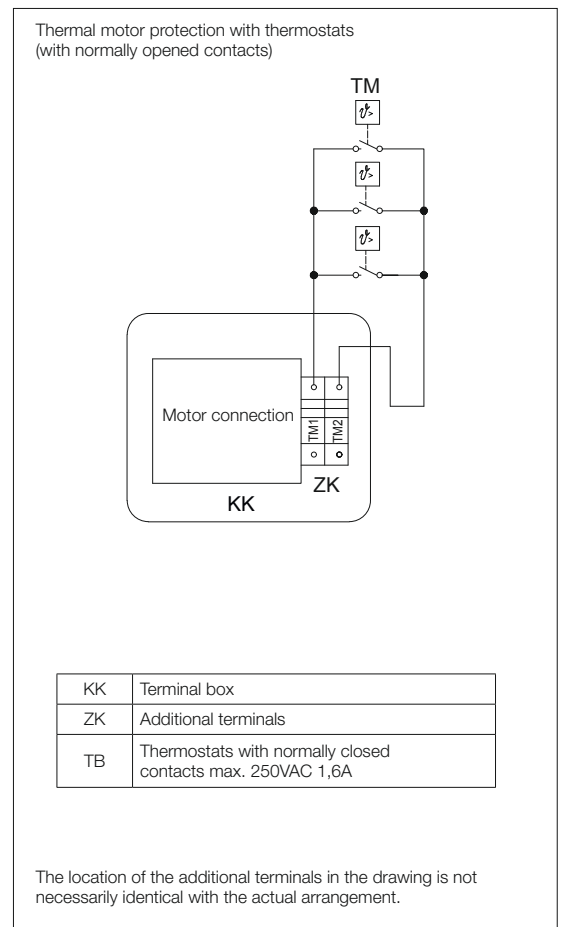 Thermal motor protection with thermostats
(with normally opened contacts)
TM
ϑ>
ϑ>
ϑ>
Motor connection
TM1
TM2
ZK
KK
KK Terminal box
ZK Additional terminals
TB Thermostats with normally closed
contacts max. 250VAC 1,6A
The location of the additional terminals in the drawing is not
necessarily identical with the actual arrangement.